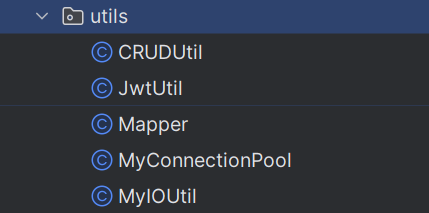 utils
CRUDUtil
JwtUtil
Mapper
MyConnectionPool
MyIOUtil